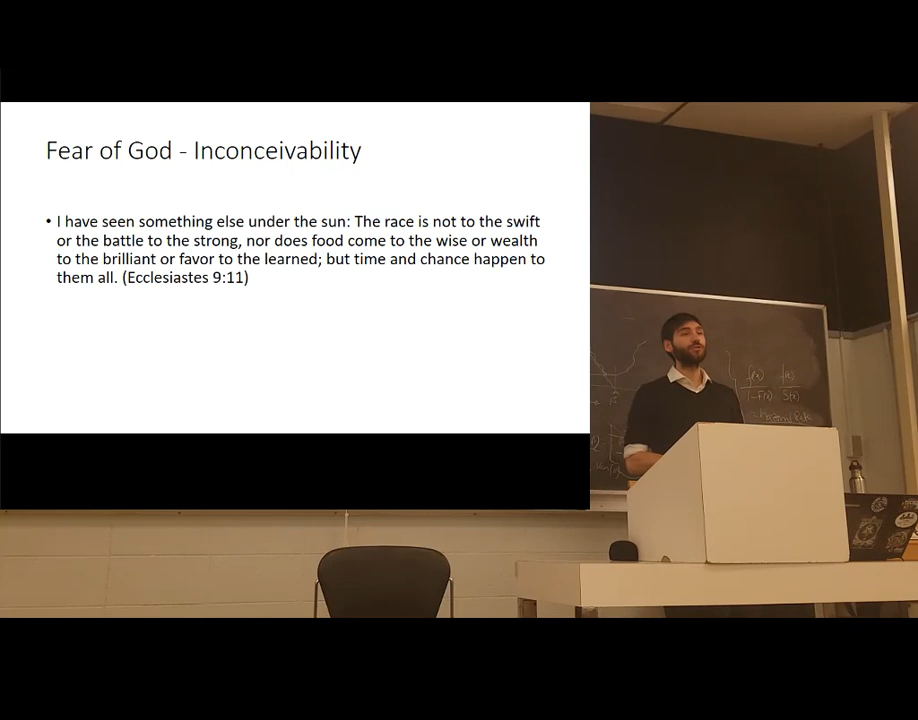 Fear of God - Inconceivability
• I have seen something else under the sun: The race is not to the swift
or the battle to the strong, nor does food come to the wise or wealth
to the brilliant or favor to the learned; but time and chance happen to
them all. (Ecclesiastes 9:11)
f(x) f(x)
1-F(x) S(x)